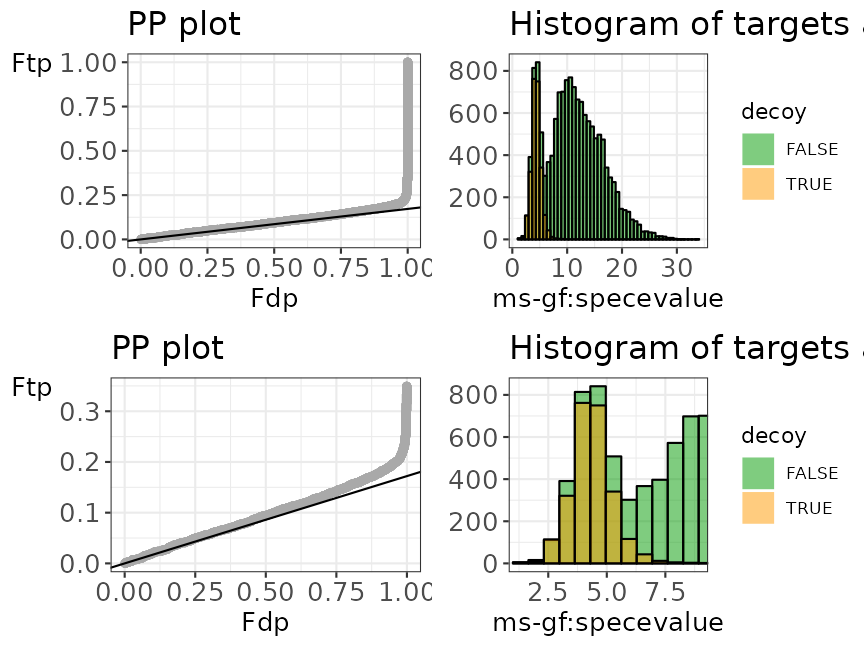 PP plot
Ftp
1.00
0.75
0.50
0.25
0.00
0.00 0.25 0.50 0.75 1.00
Fdp
Histogram of targets a
800
600
400
200
0
0 10 20 30
ms-gf:specevalue
decoy
FALSE
TRUE
PP plot
Ftp
0.3
0.2
0.1
0.0
0.00 0.25 0.50 0.75 1.00
Fdp
Histogram of targets a
800
600
400
200
0
2.5 5.0 7.5
ms-gf:specevalue
decoy
FALSE
TRUE